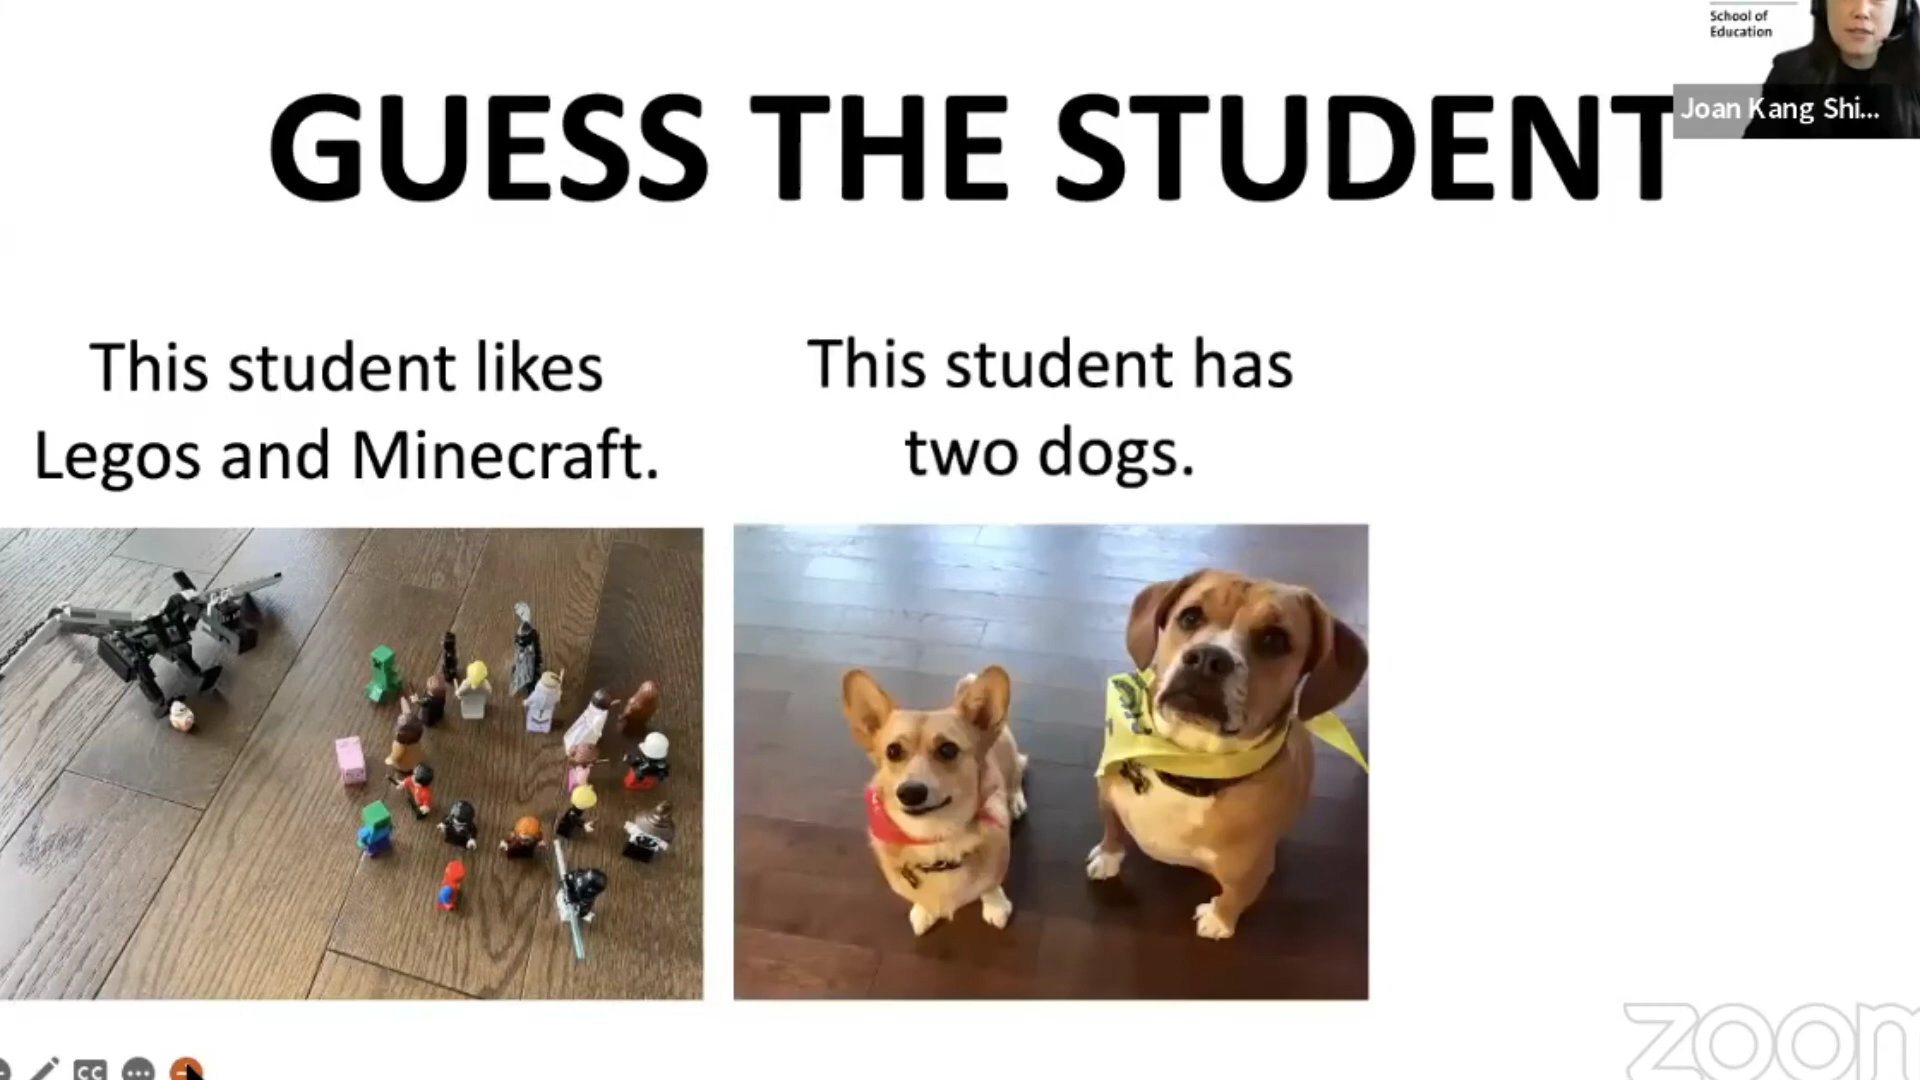 School of
Education
Joan Kang Shi...
GUESS THE STUDENT
This student likes
Legos and Minecraft.
This student has
two dogs.
CC
zoom